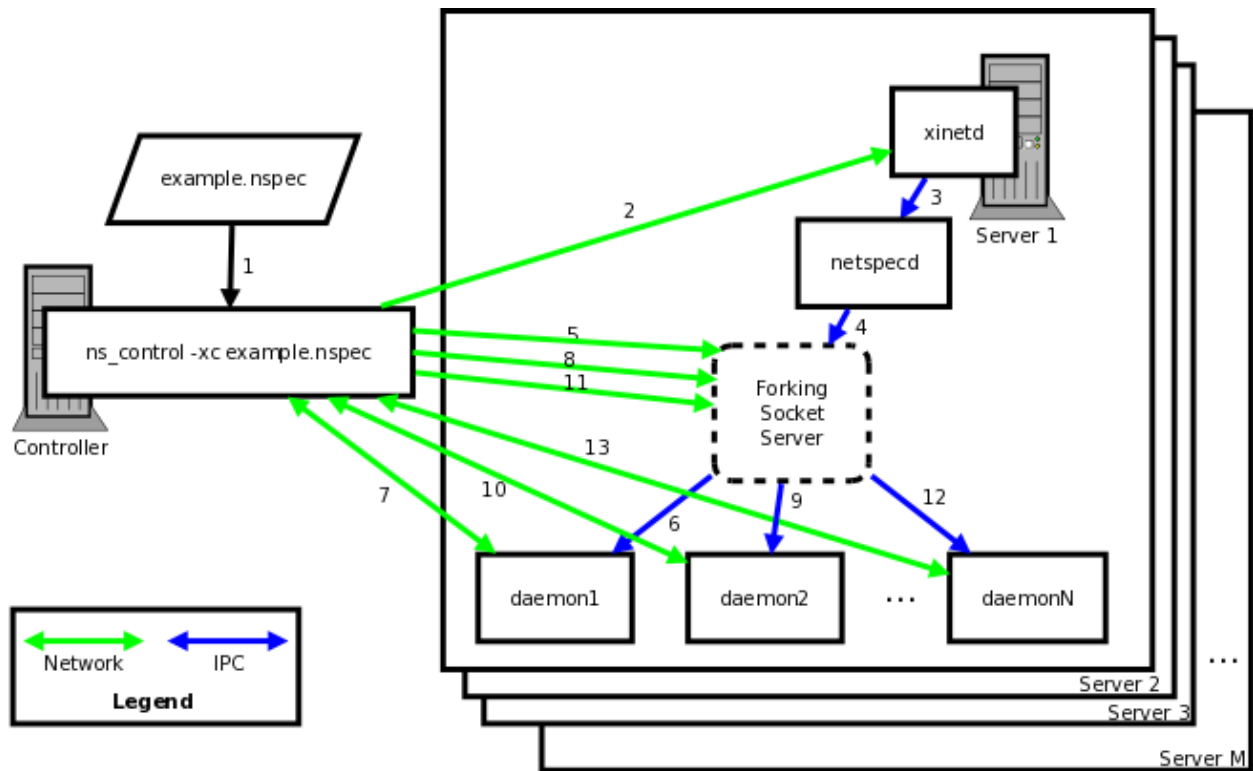 example.nspec
1
ns_control -xc example.nspec
Controller
2
xinetd
3
Server 1
netspecd
4
5
8
11
Forking
Socket
Server
13
7
10
6
9
12
daemon1
daemon2
...
daemonN
Network
IPC
Legend
...
Server 2
Server 3
Server M